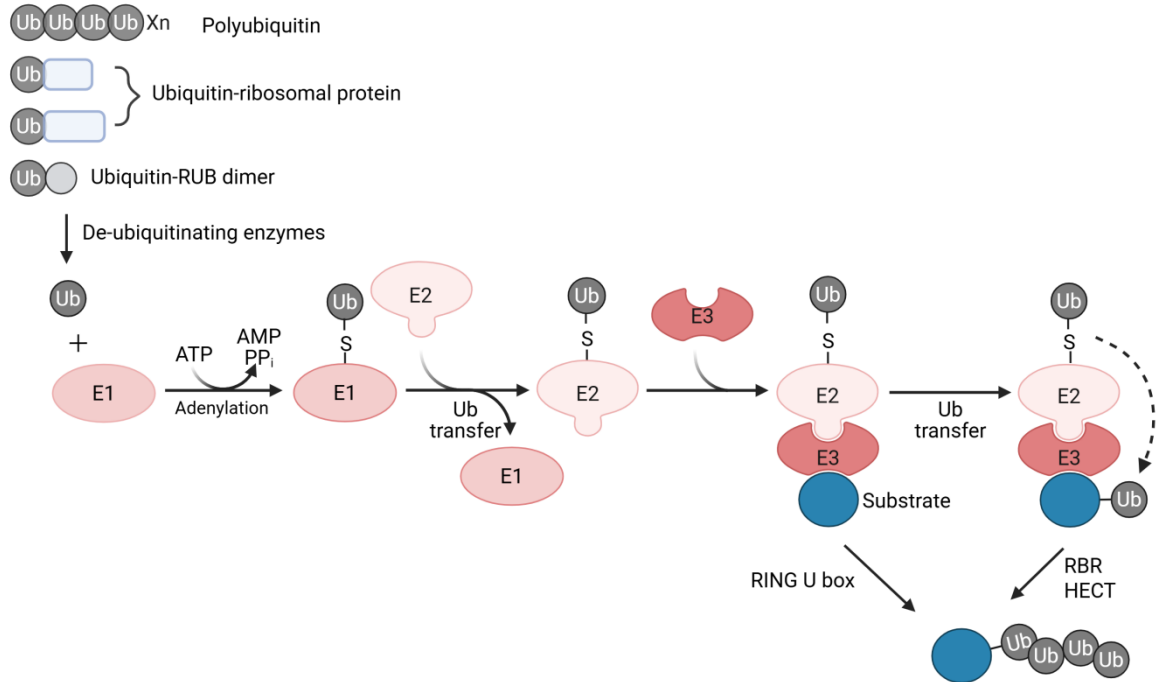 Ub Ub Ub Ub Xn Polyubiquitin
Ub
Ubiquitin-ribosomal protein
Ub
Ub Ubiquitin-RUB dimer
De-ubiquitinating enzymes
Ub
+
E1
ATP
AMP
PPi
Adenylation
Ub
S
E1
E2
Ub
transfer
E1
Ub
S
E2
E3
Ub
S
E2
E3
Substrate
Ub
transfer
Ub
S
E2
E3
Ub
RING U box
RBR
HECT
Ub Ub Ub Ub